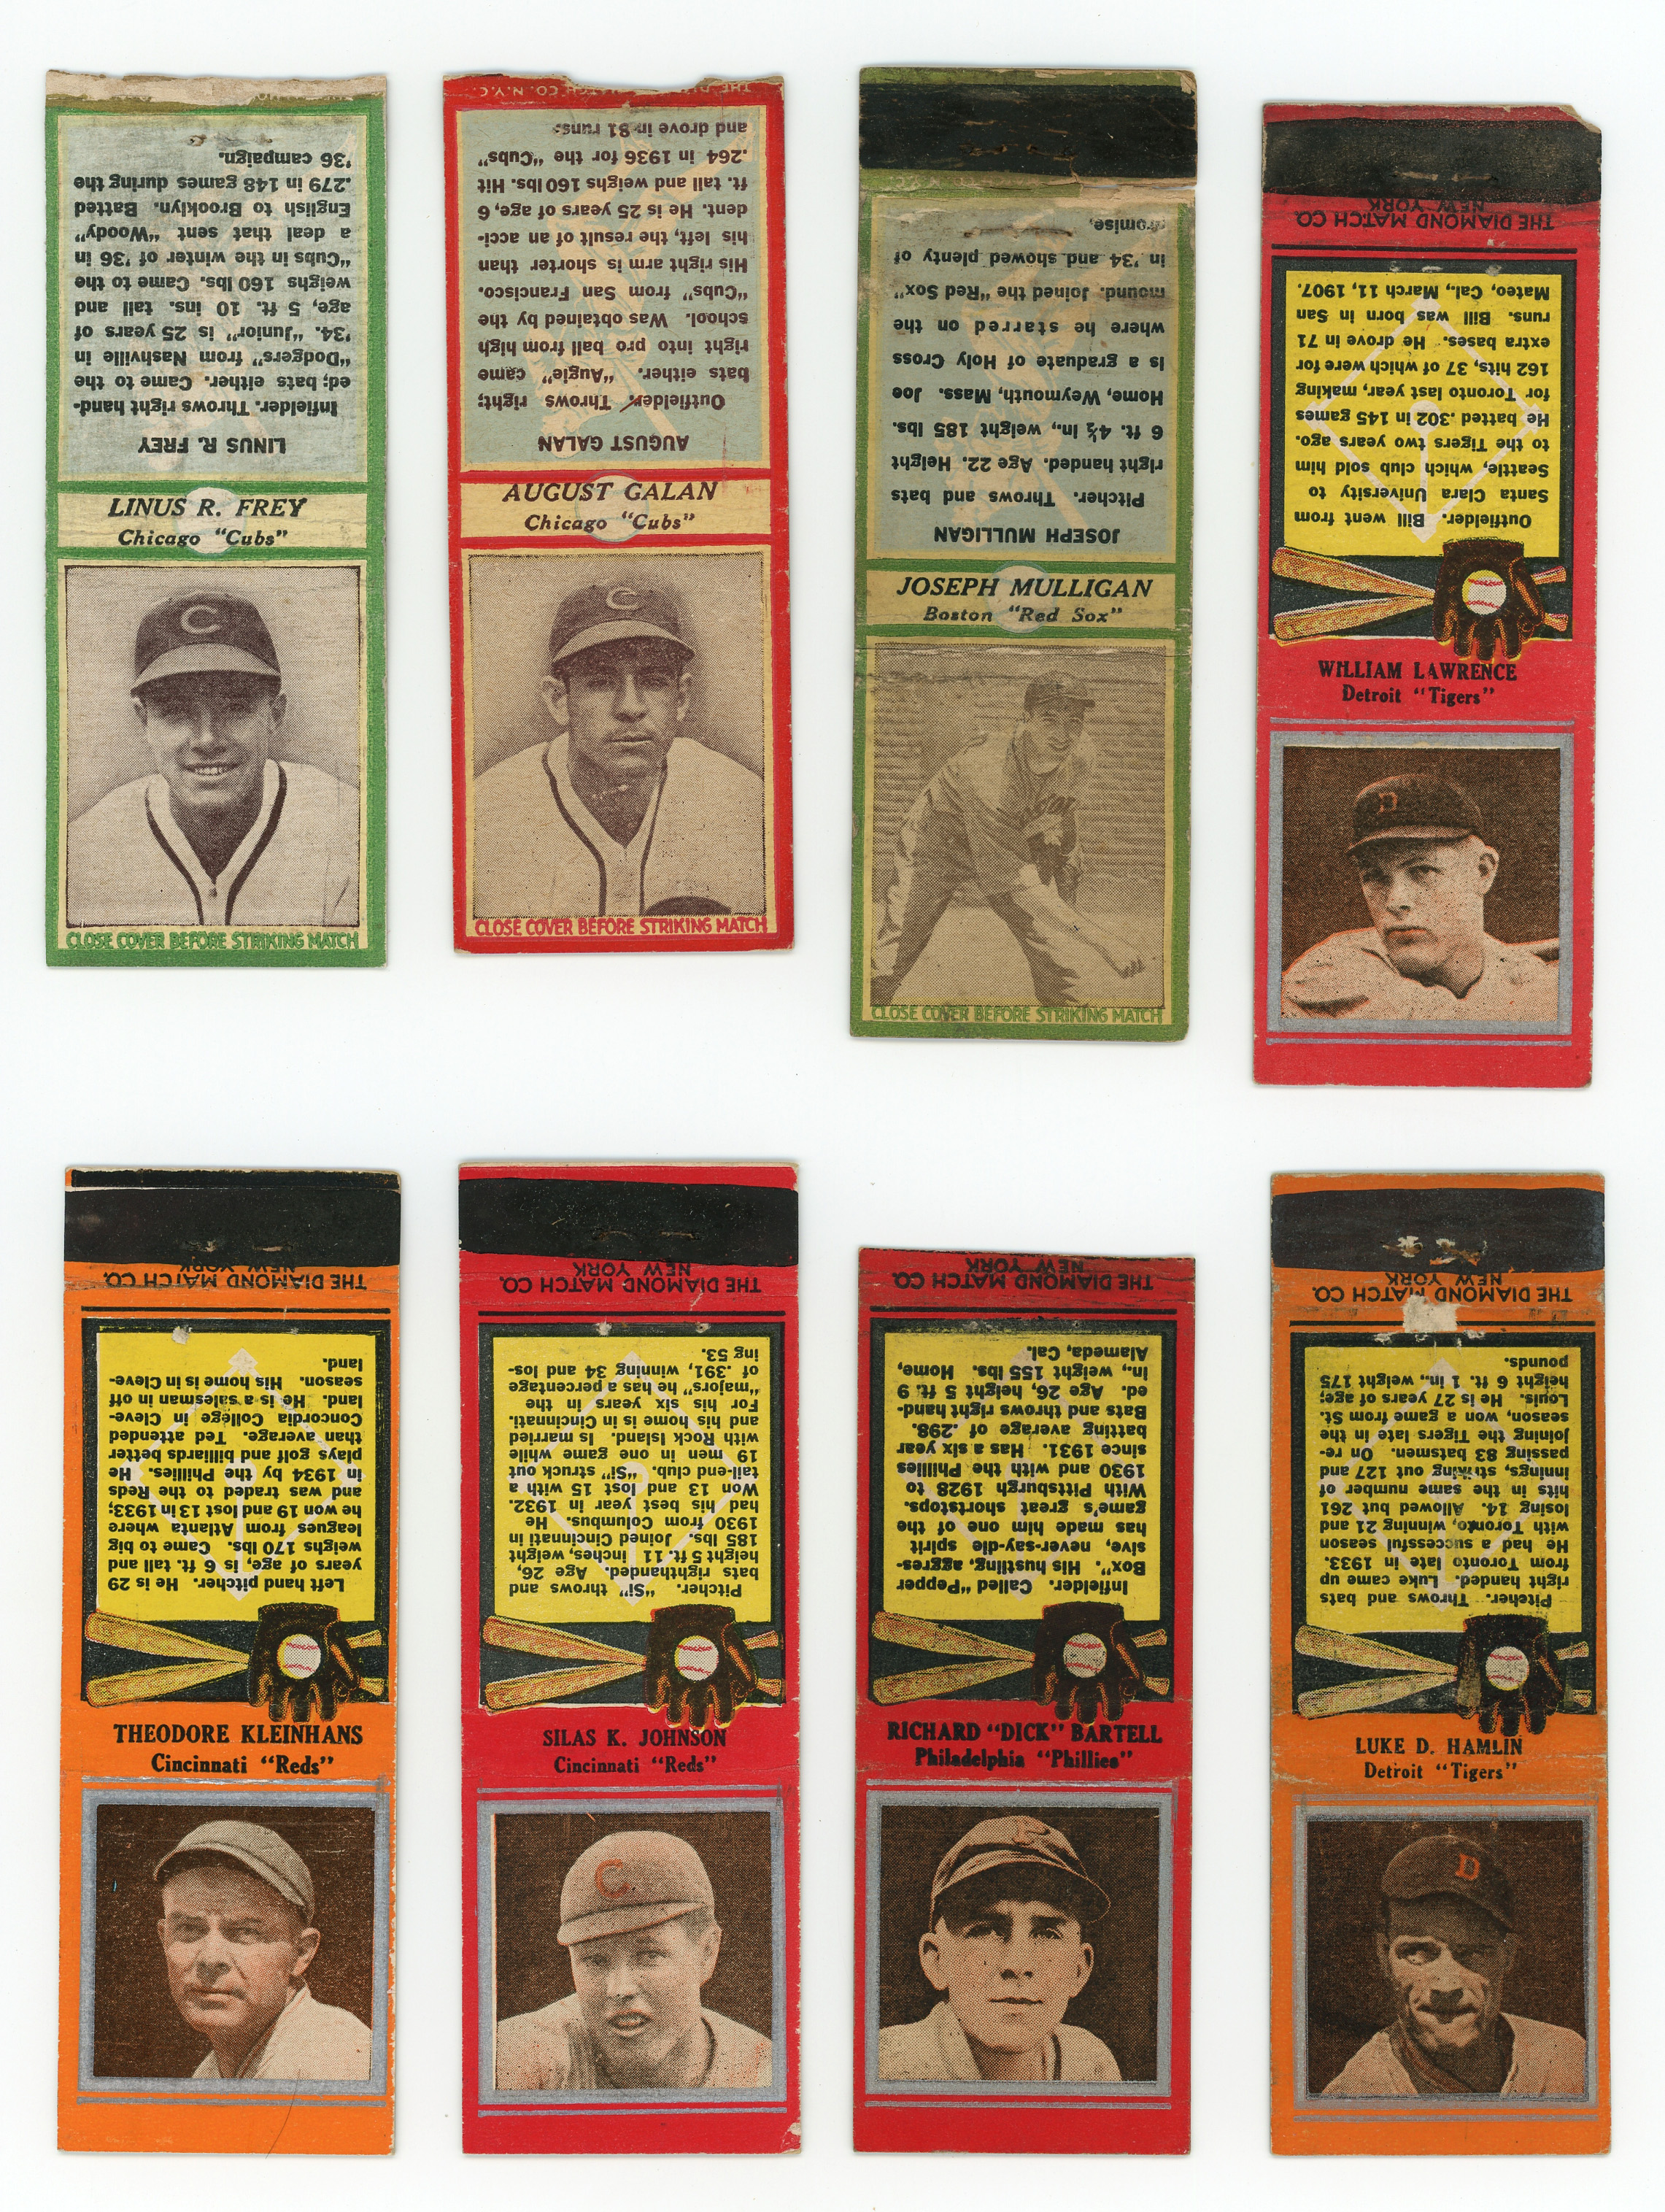 LINUS R. FREY
Chicago "Cubs"
CLOSE COVER BEFORE STRIKING MATCH
LINUS R. FREY
Infielder. Throws right hand-
ed; bats either. Came to the
"Dodgers" from Nashville in
'34. "Junior" is 25 years of
age, 5 ft. 10 ins. tall and
weighs 160 lbs. Came to the
"Cubs in the winter of '36 in
a deal that sent "Woody"
English to Brooklyn. Batted
.279 in 148 games during the
'36 campaign.
AUGUST GALAN
Chicago "Cubs"
CLOSE COVER BEFORE STRIKING MATCH
AUGUST GALAN
Outfielder. Throws right;
bats either. "Augie" came
right into pro ball from high
school. Was obtained by the
"Cubs" from San Francisco.
His right arm is shorter than
his left, the result of an acci-
dent. He is 25 years of age, 6
ft. tall and weighs 160 lbs. Hit
.264 in 1936 for the "Cubs"
and drove in 81 runs.
THE CO. N.Y.C.
JOSEPH MULLIGAN
Boston "Red Sox"
CLOSE COVER BEFORE STRIKING MATCH
JOSEPH MULLIGAN
Pitcher. Throws and bats
right handed. Age 22. Height
6 ft. 4½ in., weight 185 lbs.
Home, Weymouth, Mass. Joe
is a graduate of Holy Cross
where he starred on the
mound. Joined the "Red Sox"
in '34 and showed plenty of
promise.
WILLIAM LAWRENCE
Detroit "Tigers"
Outfielder. Bill went from
Santa Clara University to
Seattle, which club sold him
to the Tigers two years ago.
He batted .302 in 145 games
for Toronto last year, making
162 hits, 37 of which were for
extra bases. He drove in 71
runs. Bill was born in San
Mateo, Cal., March 11, 1907.
THE DIAMOND MATCH CO.
NEW YORK
THEODORE KLEINHANS
Cincinnati "Reds"
Left hand pitcher. He is 29
years of age, is 6 ft. tall and
weighs 170 lbs. Came to big
leagues from Atlanta where
he won 19 and lost 13 in 1933;
and was traded to the Reds
in 1934 by the Phillies. He
plays golf and billiards better
than average. Ted attended
Concordia College in Cleve-
land. He is a salesman in off
season. His home is in Cleve-
land.
THE DIAMOND MATCH CO.
NEW YORK
SILAS K. JOHNSON
Cincinnati "Reds"
Pitcher. "Si" throws and
bats righthanded. Age 26,
height 5 ft. 11 inches, weight
185 lbs. Joined Cincinnati in
1930 from Columbus. He
had his best year in 1932.
Won 13 and lost 15 with a
tail-end club. "Si" struck out
19 men in one game while
with Rock Island. Is married
and his home is in Cincinnati.
For his six years in the
"majors" he has a percentage
of .391, winning 34 and los-
ing 53.
THE DIAMOND MATCH CO.
NEW YORK
RICHARD "DICK" BARTELL
Philadelphia "Phillies"
Infielder. Called "Pepper
Box". His hustling, aggres-
sive, never-say-die spirit
has made him one of the
game's great shortstops.
With Pittsburgh 1928 to
1930 and with the Phillies
since 1931. Has a six year
batting average of .298.
Bats and throws right hand-
ed. Age 26, height 5 ft. 9
in., weight 155 lbs. Home,
Alameda, Cal.
THE DIAMOND MATCH CO.
NEW YORK
LUKE D. HAMLIN
Detroit "Tigers"
Pitcher. Throws and bats
right handed. Luke came up
from Toronto late in 1933.
He had a successful season
with Toronto, winning 21 and
losing 14. Allowed but 261
hits in the same number of
innings, striking out 127 and
passing 83 batsmen. On re-
joining the Tigers late in the
season, won a game from St.
Louis. He is 27 years of age;
height 6 ft. 1 in., weight 175
pounds.
THE DIAMOND MATCH CO.
NEW YORK